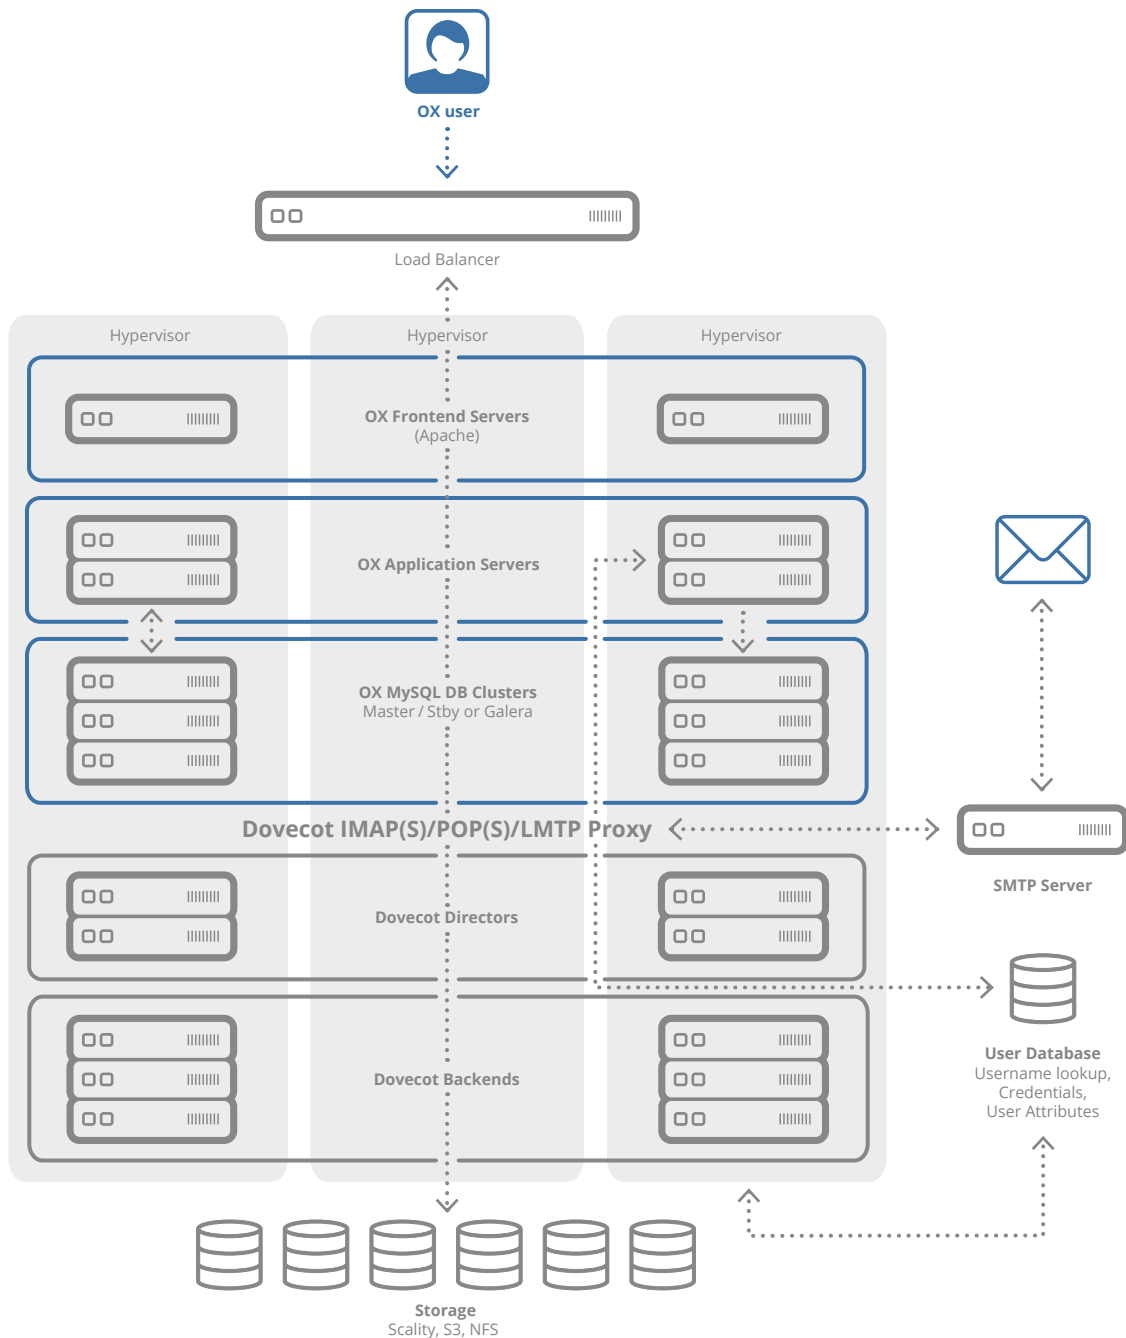 OX user
Load Balancer
Hypervisor
Hypervisor
Hypervisor
OX Frontend Servers
(Apache)
OX Application Servers
OX MySQL DB Clusters
Master / Stby or Galera
Dovecot IMAP(S)/POP(S)/LMTP Proxy
SMTP Server
Dovecot Directors
User Database
Username lookup,
Credentials,
User Attributes
Dovecot Backends
Storage
Scality, S3, NFS